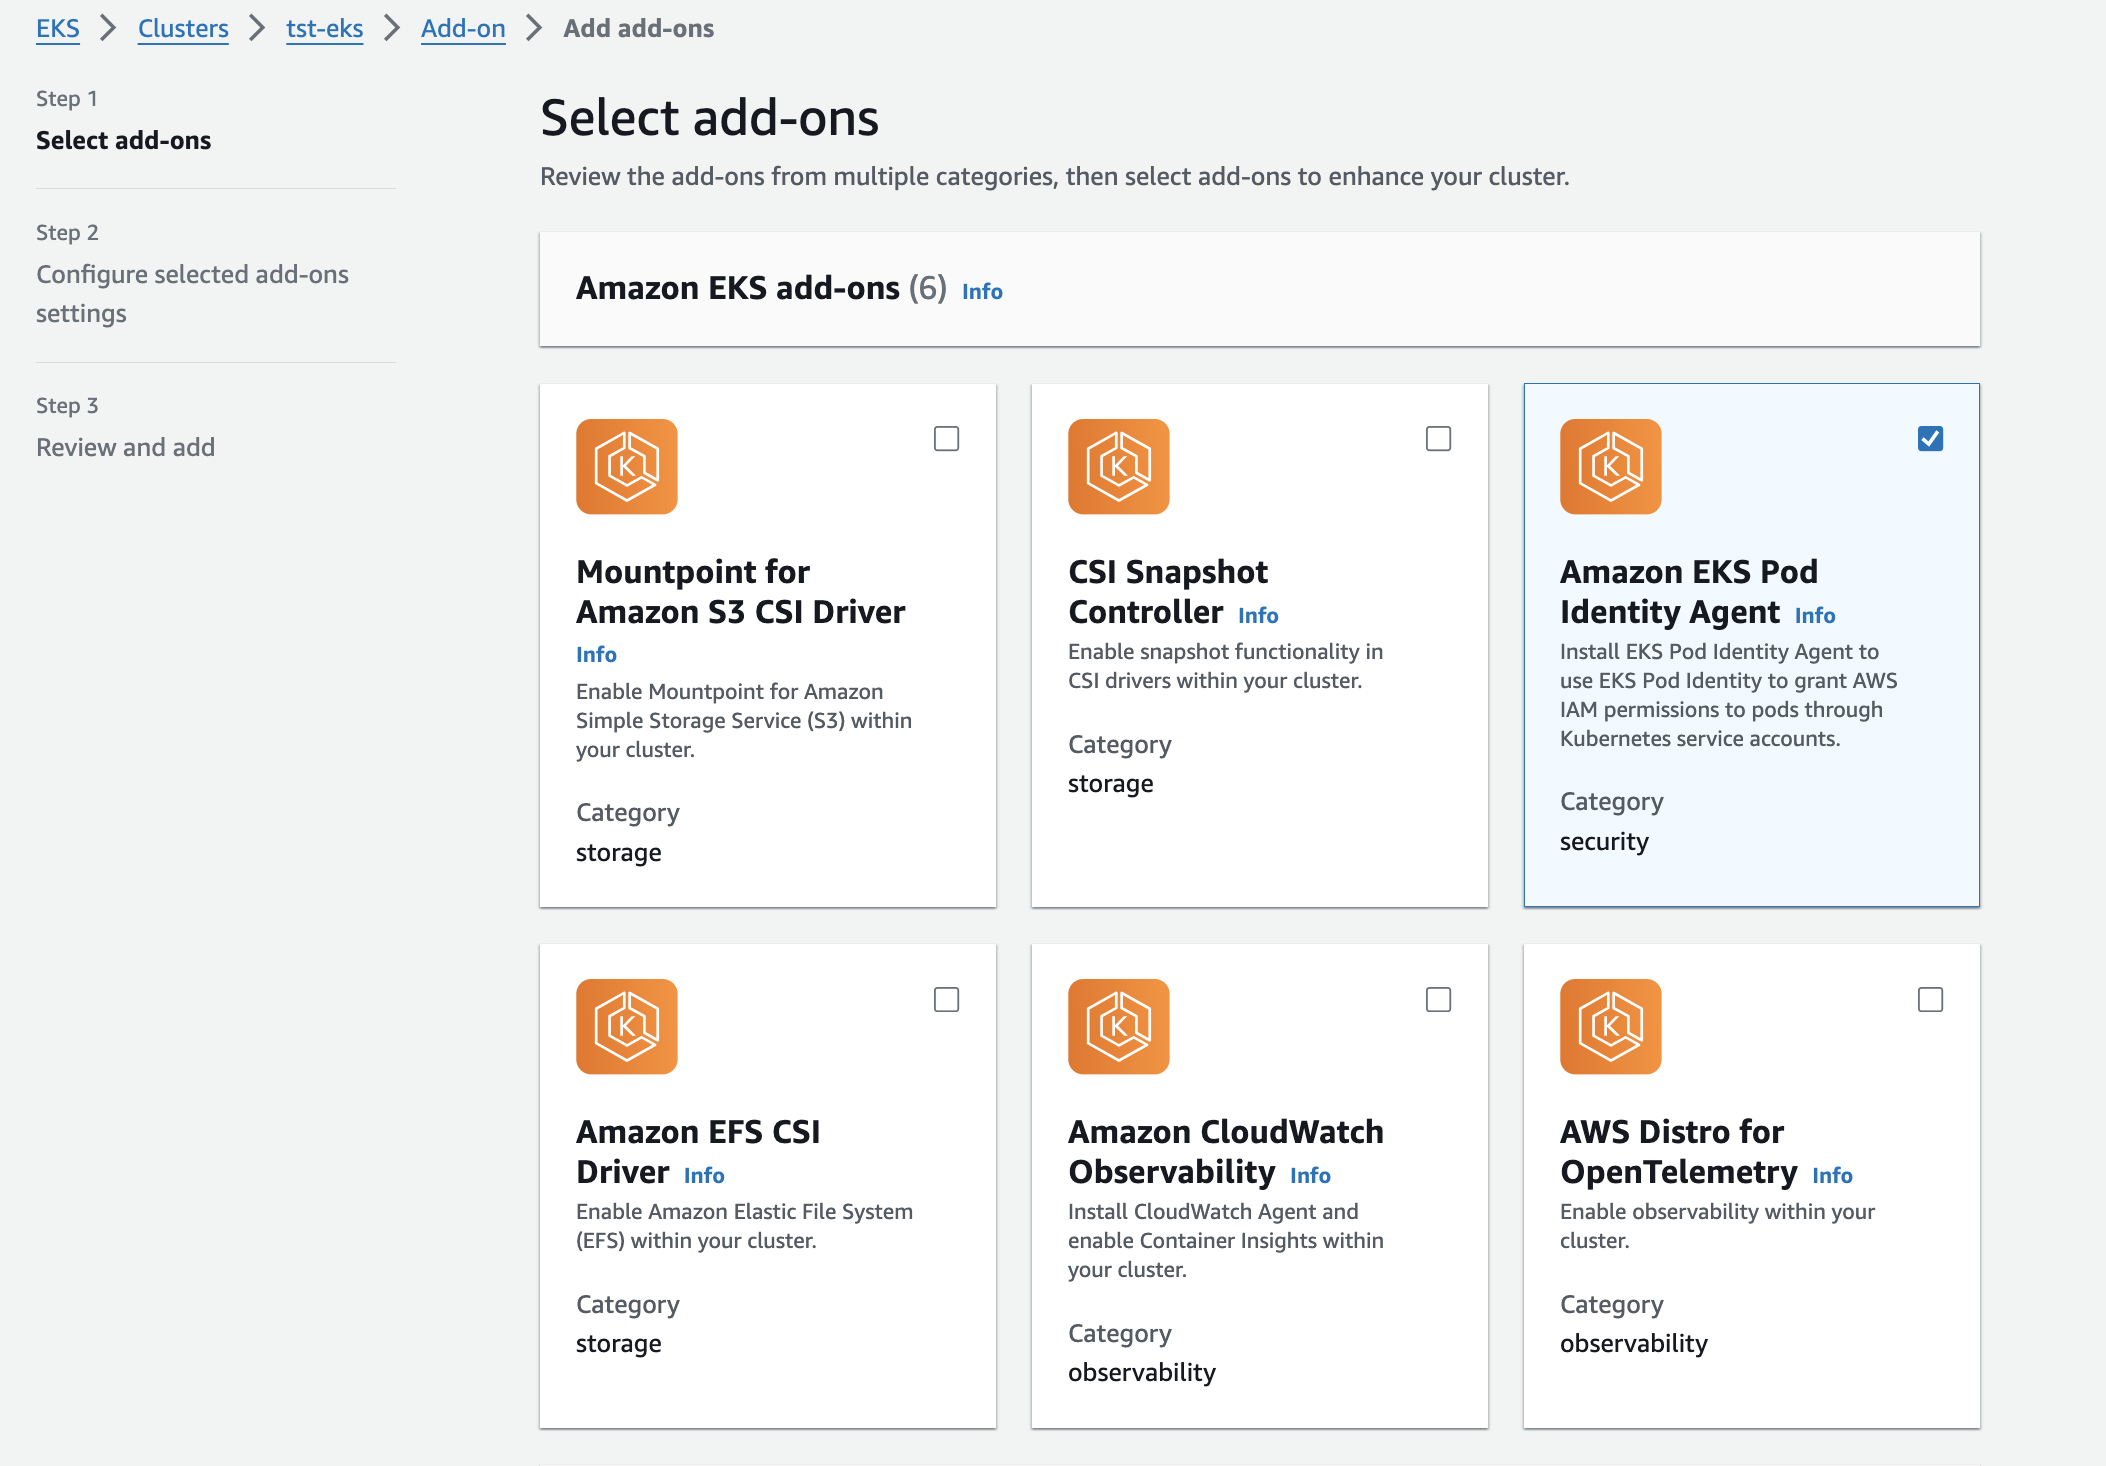 EKS > Clusters > tst-eks > Add-on > Add add-ons
Step 1
Select add-ons
Step 2
Configure selected add-ons
settings
Step 3
Review and add
Select add-ons
Review the add-ons from multiple categories, then select add-ons to enhance your cluster.
Amazon EKS add-ons (6) Info
Mountpoint for
Amazon S3 CSI Driver
Info
Enable Mountpoint for Amazon
Simple Storage Service (S3) within
your cluster.
Category
storage
CSI Snapshot
Controller Info
Enable snapshot functionality in
CSI drivers within your cluster.
Category
storage
Amazon EKS Pod
Identity Agent Info
Install EKS Pod Identity Agent to
use EKS Pod Identity to grant AWS
IAM permissions to pods through
Kubernetes service accounts.
Category
security
Amazon EFS CSI
Driver Info
Enable Amazon Elastic File System
(EFS) within your cluster.
Category
storage
Amazon CloudWatch
Observability Info
Install CloudWatch Agent and
enable Container Insights within
your cluster.
Category
observability
AWS Distro for
OpenTelemetry Info
Enable observability within your
cluster.
Category
observability